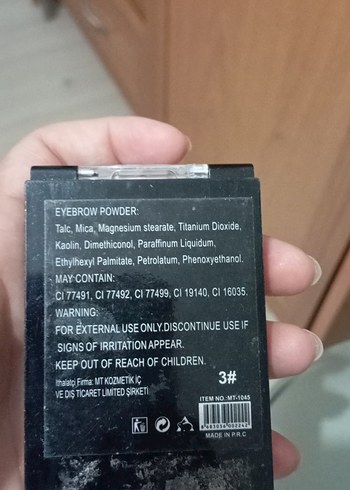 EYEBROW POWDER:
Talc, Mica, Magnesium stearate, Titanium Dioxide,
Kaolin, Dimethiconol, Paraffinum Liquidum,
Ethylhexyl Palmitate, Petrolatum, Phenoxyethanol.
MAY CONTAIN:
CI 77491, CI 77492, CI 77499, CI 19140, CI 16035.
WARNING:
FOR EXTERNAL USE ONLY.DISCONTINUE USE IF
SIGNS OF IRRITATION APPEAR.
KEEP OUT OF REACH OF CHILDREN.
İthalatçı Firma: MT KOZMETİK İÇ
VE DIŞ TİCARET LİMİTED ŞİRKETİ
3#
ITEM NO.:MT-1045
MADE IN P.R.C